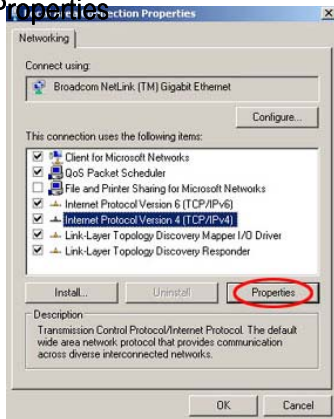 Properties
Connection Properties
Networking
Connect using:
Broadcom NetLink (TM) Gigabit Ethernet
Configure...
This connection uses the following items:
Client for Microsoft Networks
QoS Packet Scheduler
File and Printer Sharing for Microsoft Networks
Internet Protocol Version 6 (TCP/IPv6)
Internet Protocol Version 4 (TCP/IPv4)
Link-Layer Topology Discovery Mapper I/O Driver
Link-Layer Topology Discovery Responder
Install... Uninstall Properties
Description
Transmission Control Protocol/Internet Protocol. The default
wide area network protocol that provides communication
across diverse interconnected networks.
OK Cancel